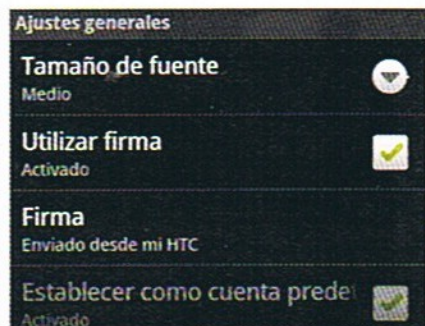 Ajustes generales
Tamaño de fuente
Medio
Utilizar firma
Activado
Firma
Enviado desde mi HTC
Establecer como cuenta predet
Activado